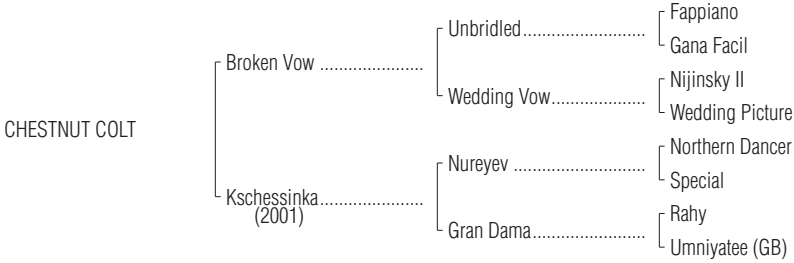 Fappiano
Unbridled..........................
Gana Facil
Broken Vow ......................
Nijinsky II
Wedding Vow....................
Wedding Picture
CHESTNUT COLT
Northern Dancer
Nureyev ............................
Special
Kschessinka......................
(2001)
Rahy
Gran Dama........................
Umniyatee (GB)